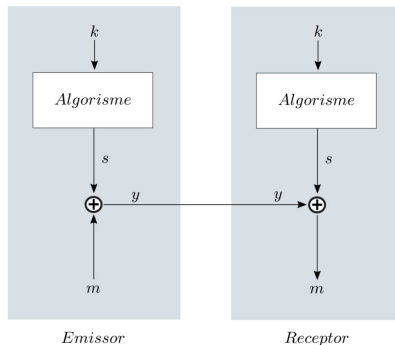 k k
Algorisme Algorisme
s s
y y
m m
Emissor Receptor